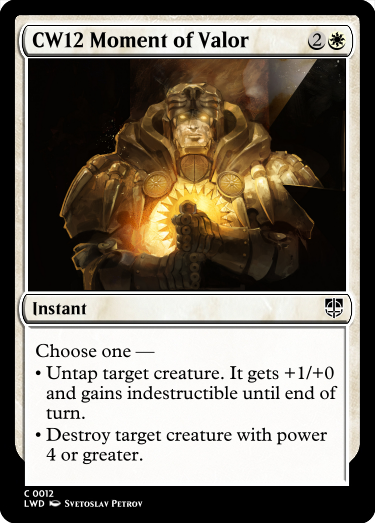 CW12 Moment of Valor 2
Instant
Choose one —
• Untap target creature. It gets +1/+0
and gains indestructible until end of
turn.
• Destroy target creature with power
4 or greater.
C 0012
LWD Svetoslav Petrov